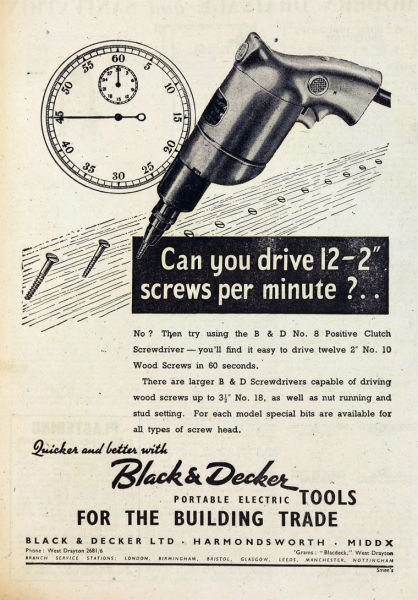 60
5
55
10
50
15
45
20
40
25
35
30
Can you drive 12-2"
screws per minute ?..
No ? Then try using the B & D No. 8 Positive Clutch
Screwdriver — you'll find it easy to drive twelve 2" No. 10
Wood Screws in 60 seconds.
There are larger B & D Screwdrivers capable of driving
wood screws up to 3½" No. 18, as well as nut running and
stud setting. For each model special bits are available for
all types of screw head.
Quicker and better with
Black & Decker
PORTABLE ELECTRIC TOOLS
FOR THE BUILDING TRADE
BLACK & DECKER LTD · HARMONDSWORTH · MIDDX
Phone : West Drayton 2681/6 'Grams : "Blacdeck," West Drayton
BRANCH SERVICE STATIONS: LONDON, BIRMINGHAM, BRISTOL, GLASGOW, LEEDS, MANCHESTER, NOTTINGHAM
Smee's